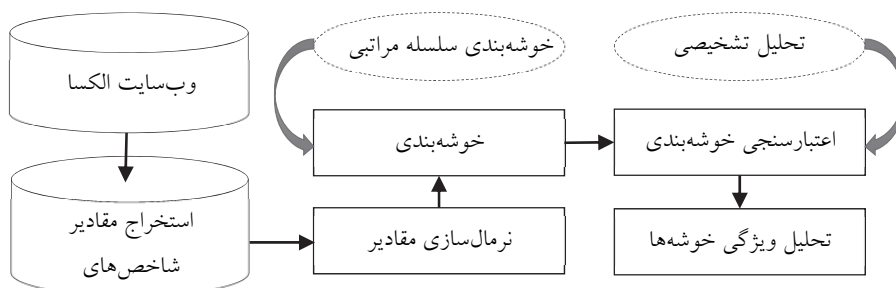 وب‌سایت الکسا
استخراج مقادیر
شاخص‌های
نرمال‌سازی مقادیر
خوشه‌بندی
خوشه‌بندی سلسله مراتبی
اعتبارسنجی خوشه‌بندی
تحلیل تشخیصی
تحلیل ویژگی خوشه‌ها